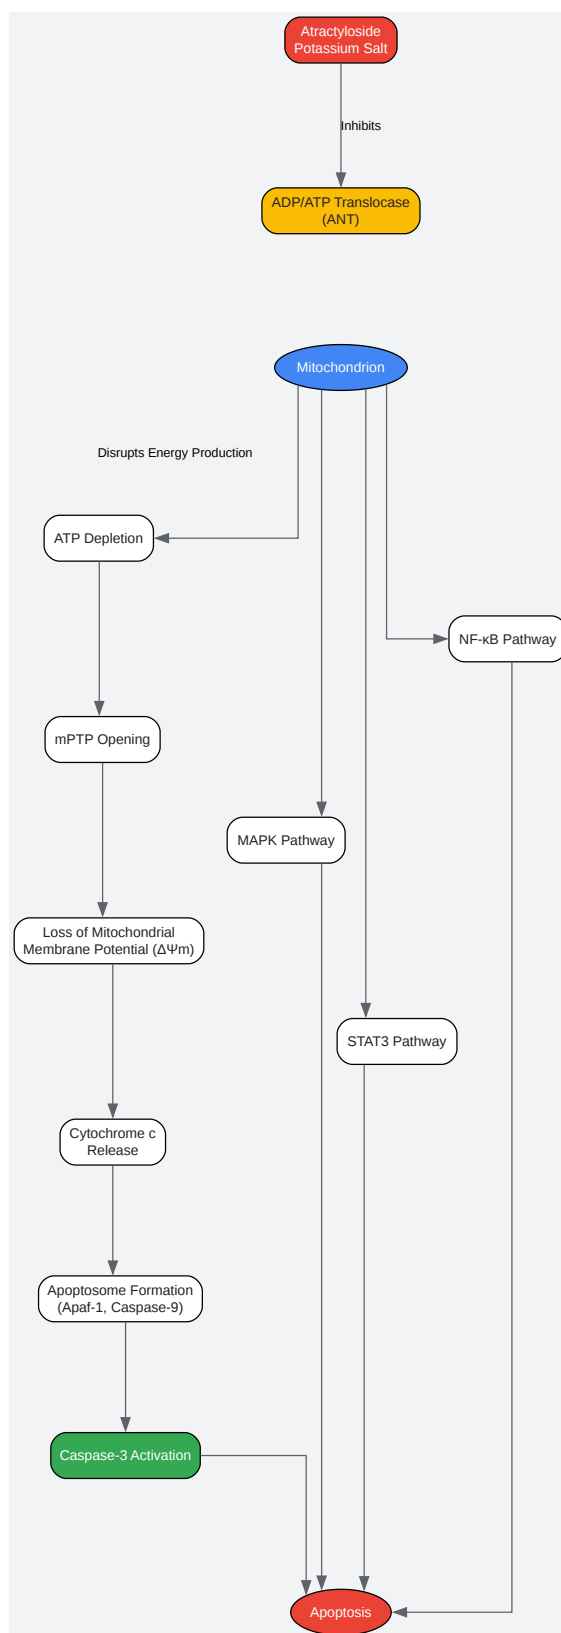 Atractyloside
Potassium Salt
Inhibits
ADP/ATP Translocase
(ANT)
Mitochondrion
Disrupts Energy Production
ATP Depletion
NF-κB Pathway
mPTP Opening
MAPK Pathway
Loss of Mitochondrial
Membrane Potential (ΔΨm)
STAT3 Pathway
Cytochrome c
Release
Apoptosome Formation
(Apaf-1, Caspase-9)
Caspase-3 Activation
Apoptosis